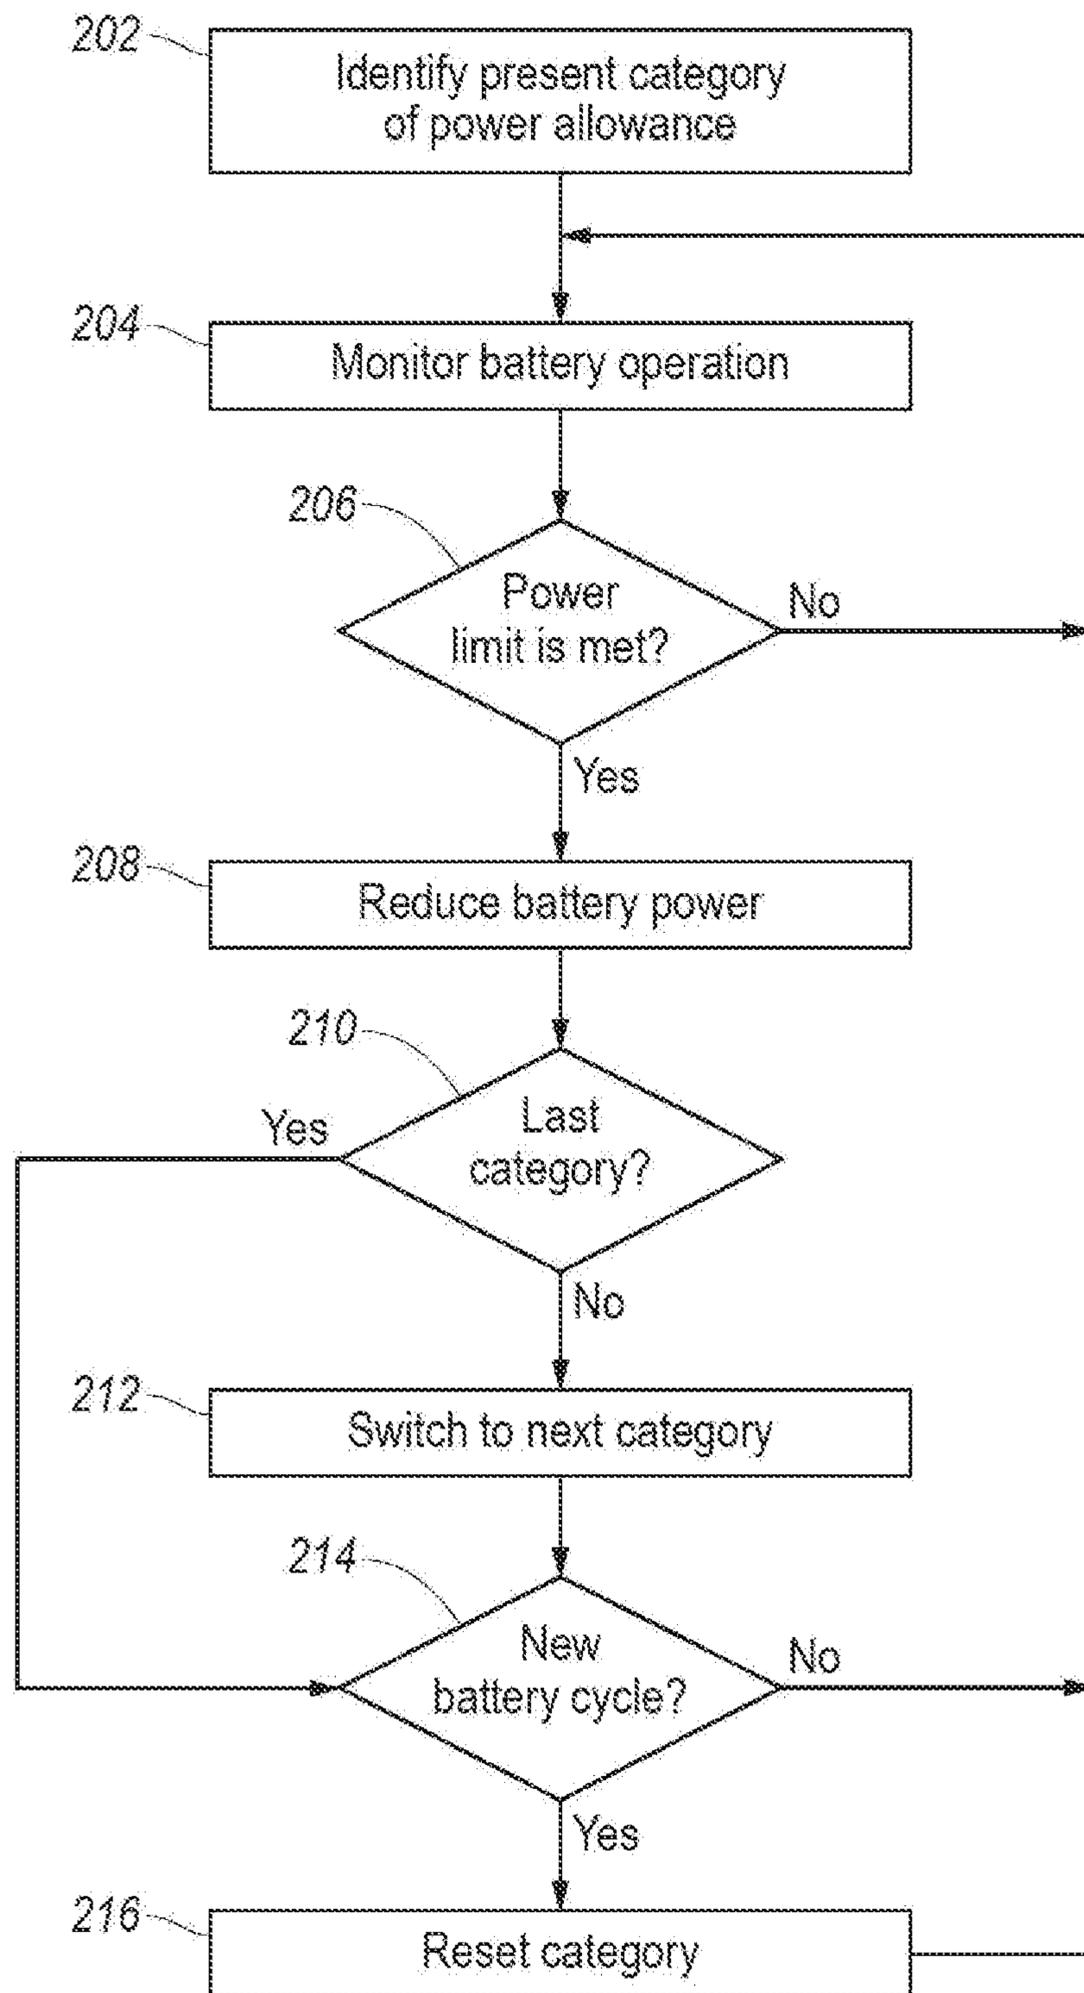 202
Identify present category
of power allowance
204
Monitor battery operation
206
Power
limit is met?
No
Yes
208
Reduce battery power
210
Last
category?
Yes
No
212
Switch to next category
214
New
battery cycle?
No
Yes
216
Reset category